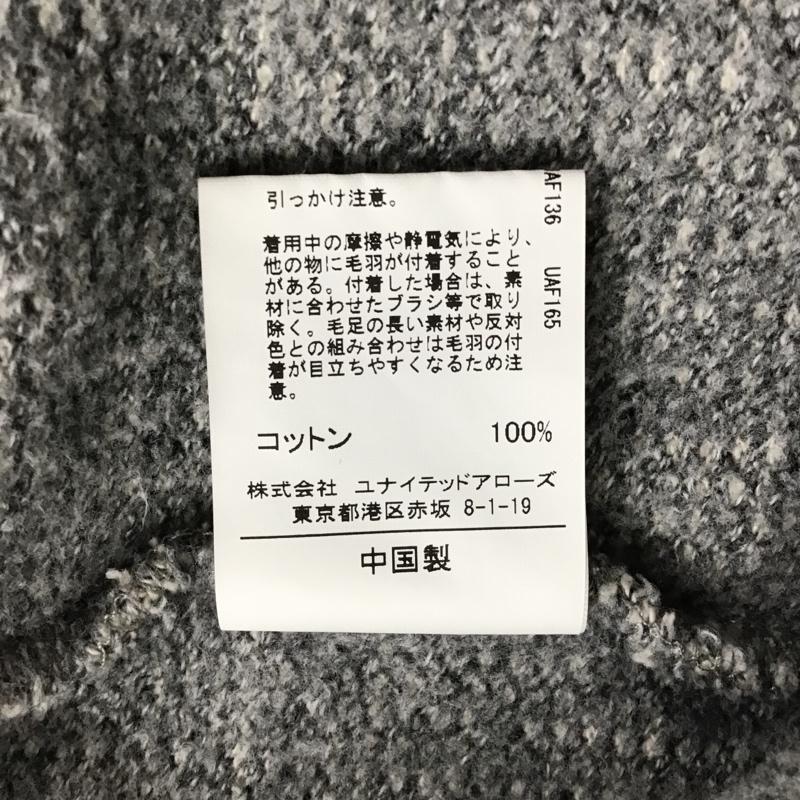 引っかけ注意。
着用中の摩擦や静電気により、
他の物に毛羽が付着すること
がある。付着した場合は、素
材に合わせたブラシ等で取り
除く。毛足の長い素材や反対
色との組み合わせは毛羽の付
着が目立ちやすくなるため注
意。
コットン 100%
株式会社 ユナイテッドアローズ
東京都港区赤坂 8-1-19
中国製
AF136 UAF165